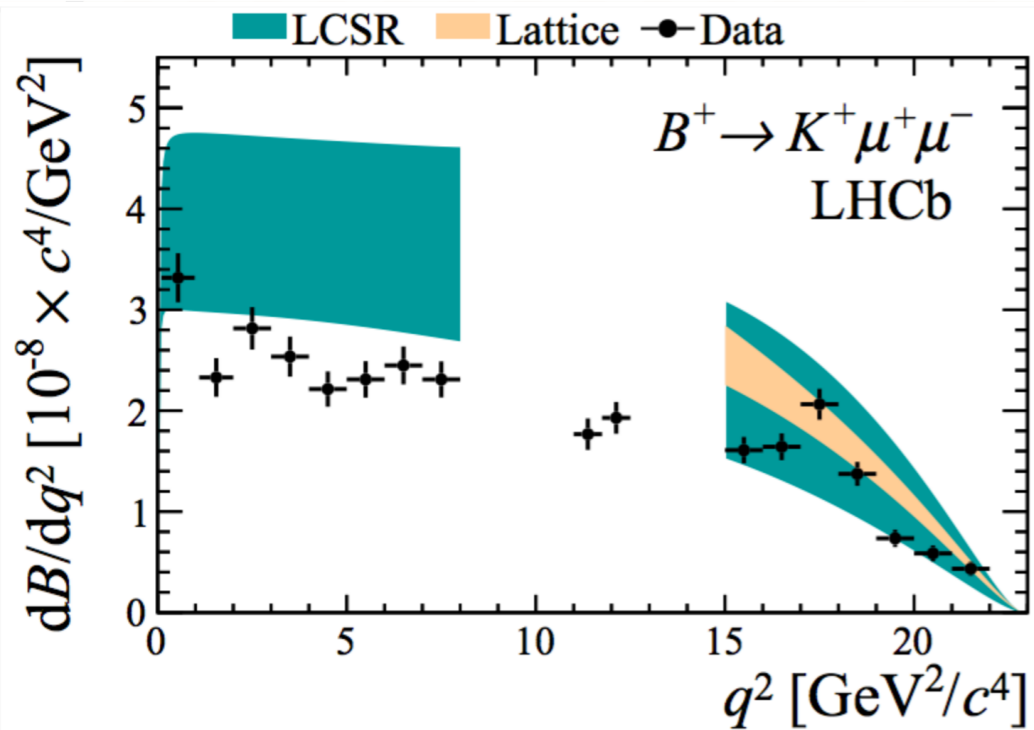 LCSR Lattice Data
dB/dq² [10⁻⁸ × c⁴/GeV²]
5
4
3
2
1
0
B⁺→ K⁺μ⁺μ⁻
LHCb
0 5 10 15 20
q² [GeV²/c⁴]